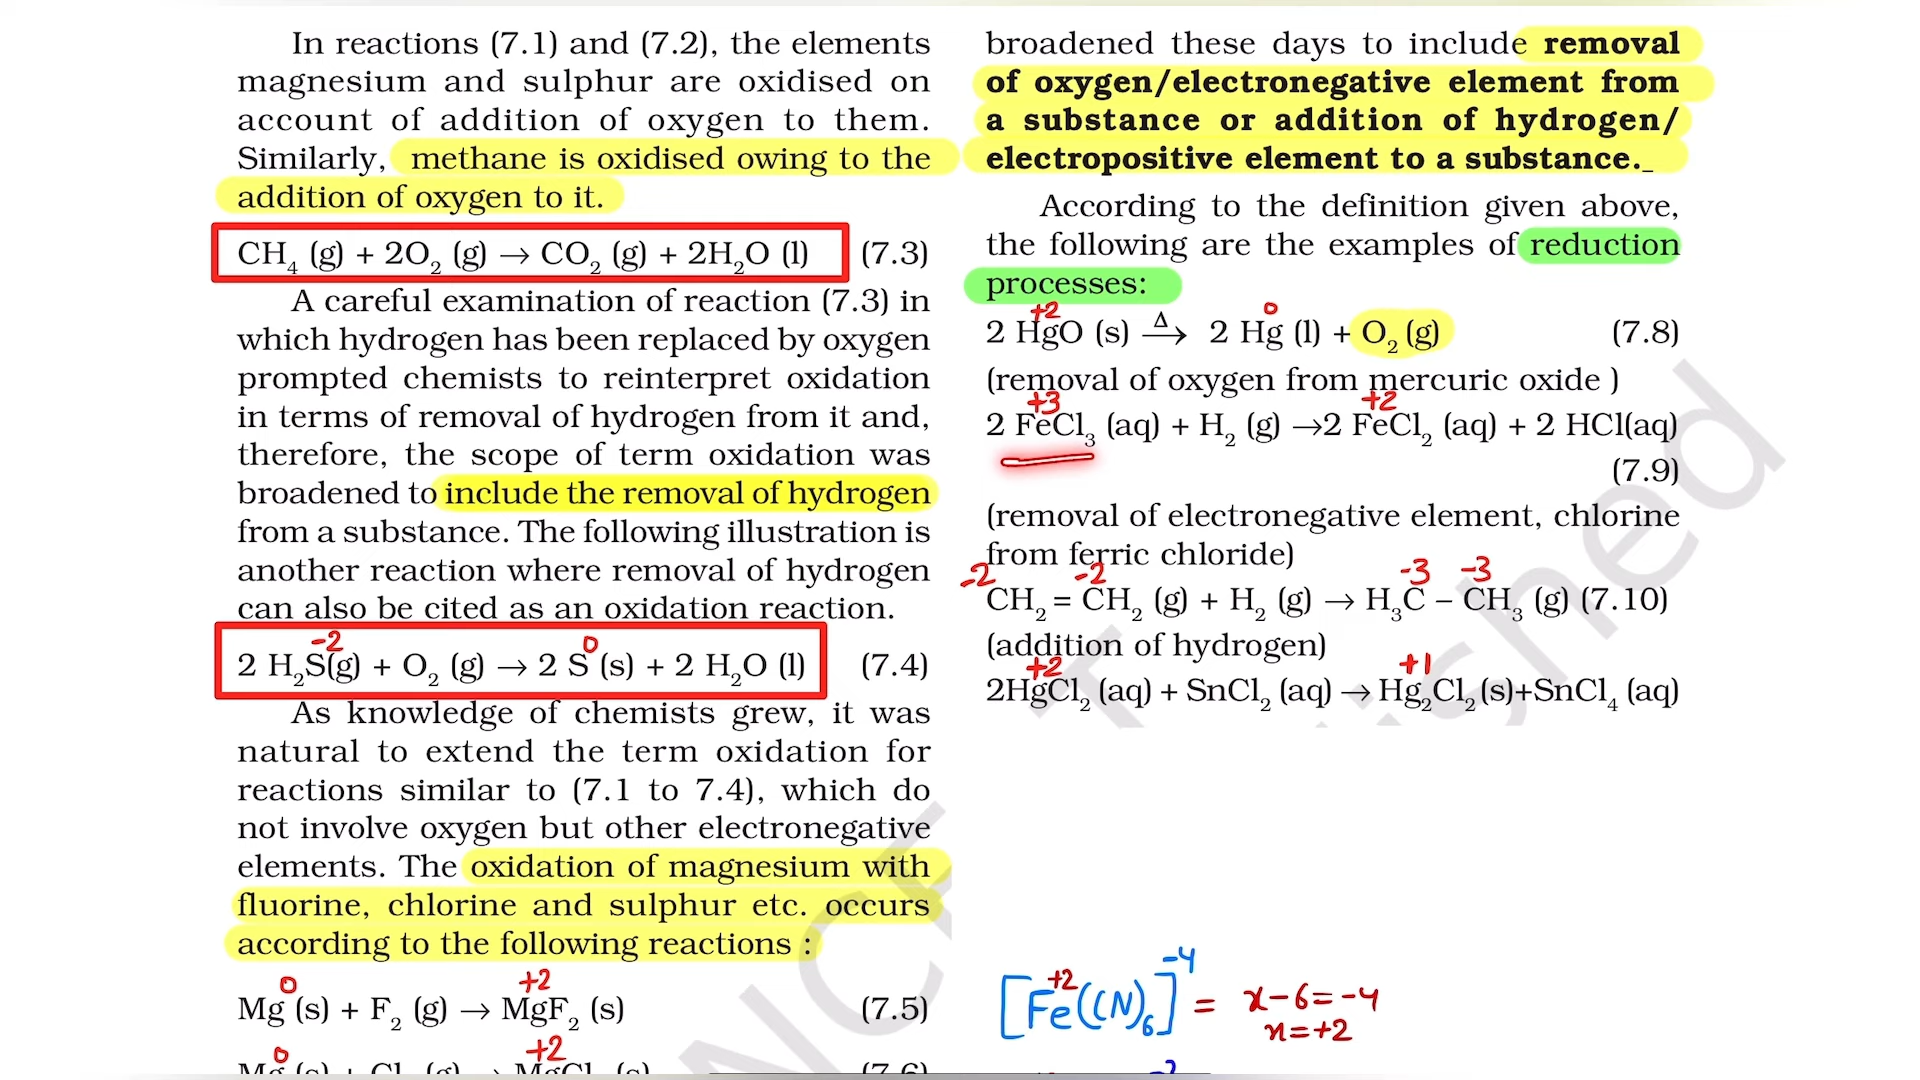 In reactions (7.1) and (7.2), the elements
magnesium and sulphur are oxidised on
account of addition of oxygen to them.
Similarly, methane is oxidised owing to the
addition of oxygen to it.
CH₄ (g) + 2O₂ (g) → CO₂ (g) + 2H₂O (l) (7.3)
A careful examination of reaction (7.3) in
which hydrogen has been replaced by oxygen
prompted chemists to reinterpret oxidation
in terms of removal of hydrogen from it and,
therefore, the scope of term oxidation was
broadened to include the removal of hydrogen
from a substance. The following illustration is
another reaction where removal of hydrogen
can also be cited as an oxidation reaction.
-2 0
2 H₂S(g) + O₂ (g) → 2 S (s) + 2 H₂O (l) (7.4)
As knowledge of chemists grew, it was
natural to extend the term oxidation for
reactions similar to (7.1 to 7.4), which do
not involve oxygen but other electronegative
elements. The oxidation of magnesium with
fluorine, chlorine and sulphur etc. occurs
according to the following reactions :
0 +2
Mg (s) + F₂ (g) → MgF₂ (s) (7.5)
0 +2
Mg (s) + Cl₂ (g) → MgCl₂ (s) (7.6)
broadened these days to include removal
of oxygen/electronegative element from
a substance or addition of hydrogen/
electropositive element to a substance.
According to the definition given above,
the following are the examples of reduction
processes:
+2 0
2 HgO (s) Δ→ 2 Hg (l) + O₂ (g) (7.8)
(removal of oxygen from mercuric oxide )
+3 +2
2 FeCl₃ (aq) + H₂ (g) →2 FeCl₂ (aq) + 2 HCl(aq)
(7.9)
(removal of electronegative element, chlorine
from ferric chloride)
-2 -2 -3 -3
CH₂ = CH₂ (g) + H₂ (g) → H₃C – CH₃ (g) (7.10)
(addition of hydrogen)
+2 +1
2HgCl₂ (aq) + SnCl₂ (aq) → Hg₂Cl₂ (s)+SnCl₄ (aq)
+2 -4
[Fe(CN)₆] = x-6=-4
x=+2